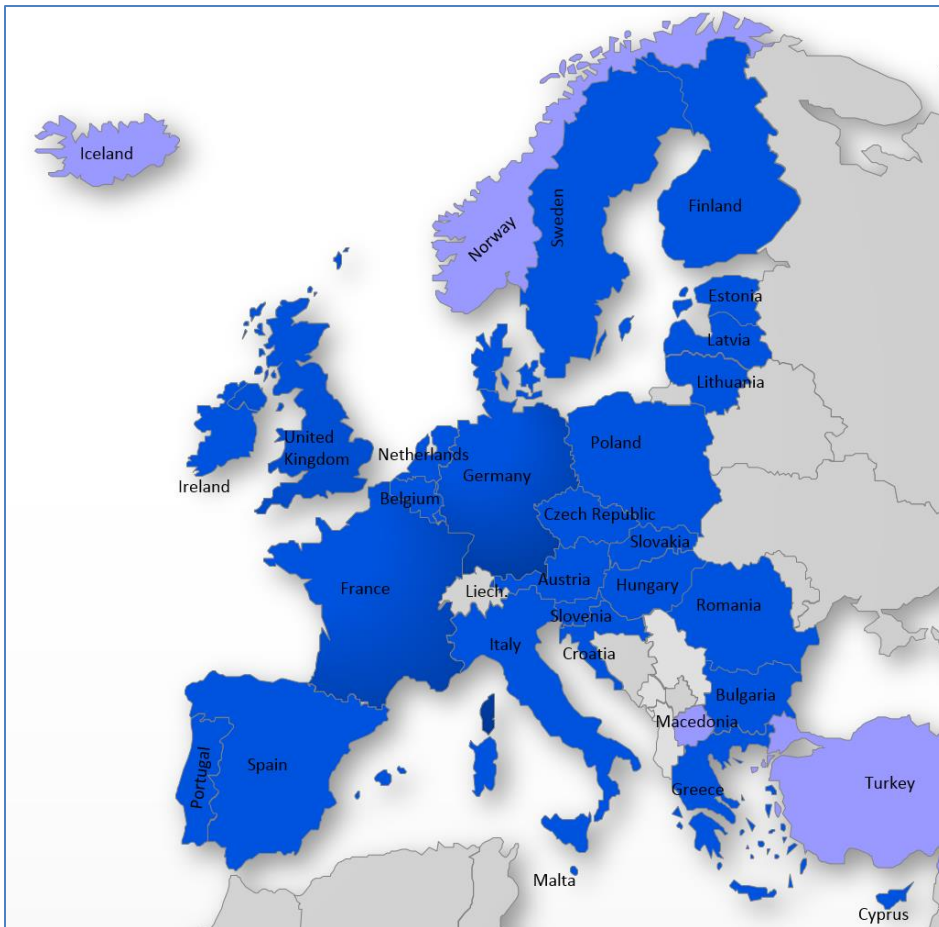 Iceland
Norway
Sweden
Finland
Estonia
Latvia
Lithuania
United
Kingdom
Ireland
Netherlands
Belgium
Germany
Poland
Czech Republic
Slovakia
France
Liech.
Austria
Hungary
Slovenia
Romania
Italy
Croatia
Bulgaria
Macedonia
Portugal
Spain
Greece
Turkey
Malta
Cyprus